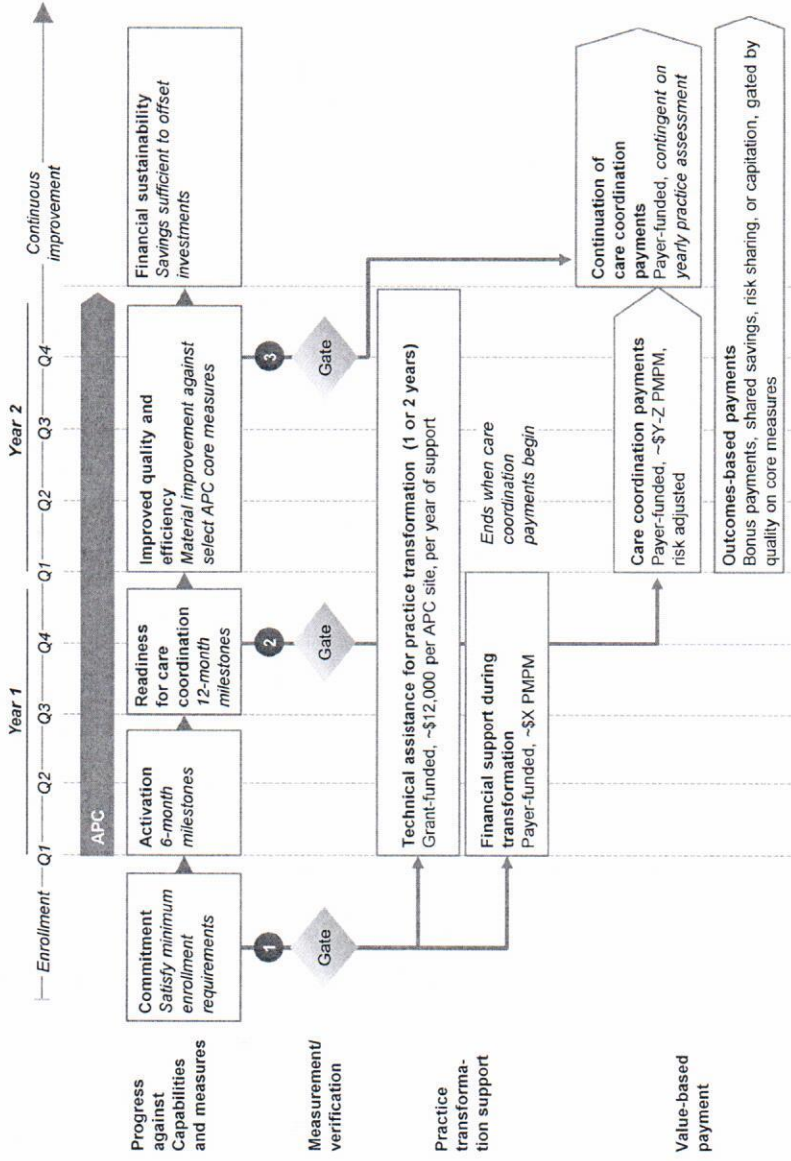 Enrollment
Year 1
Q1
Q2
Q3
Q4
Year 2
Q1
Q2
Q3
Q4
Continuous
improvement
APC
Progress
against
Capabilities
and measures
Commitment
Satisfy minimum
enrollment
requirements
Activation
6-month
milestones
Readiness
for care
coordination
12-month
milestones
Improved quality and
efficiency
Material improvement against
select APC core measures
Financial sustainability
Savings sufficient to offset
investments
Measurement/
verification
1
Gate
2
Gate
3
Gate
Practice
transforma-
tion support
Technical assistance for practice transformation (1 or 2 years)
Grant-funded, ~$12,000 per APC site, per year of support
Financial support during
transformation
Payer-funded, ~$X PMPM
Ends when care
coordination
payments begin
Value-based
payment
Care coordination payments
Payer-funded, ~$Y-Z PMPM,
risk adjusted
Continuation of
care coordination
payments
Payer-funded, contingent on
yearly practice assessment
Outcomes-based payments
Bonus payments, shared savings, risk sharing, or capitation, gated by
quality on core measures